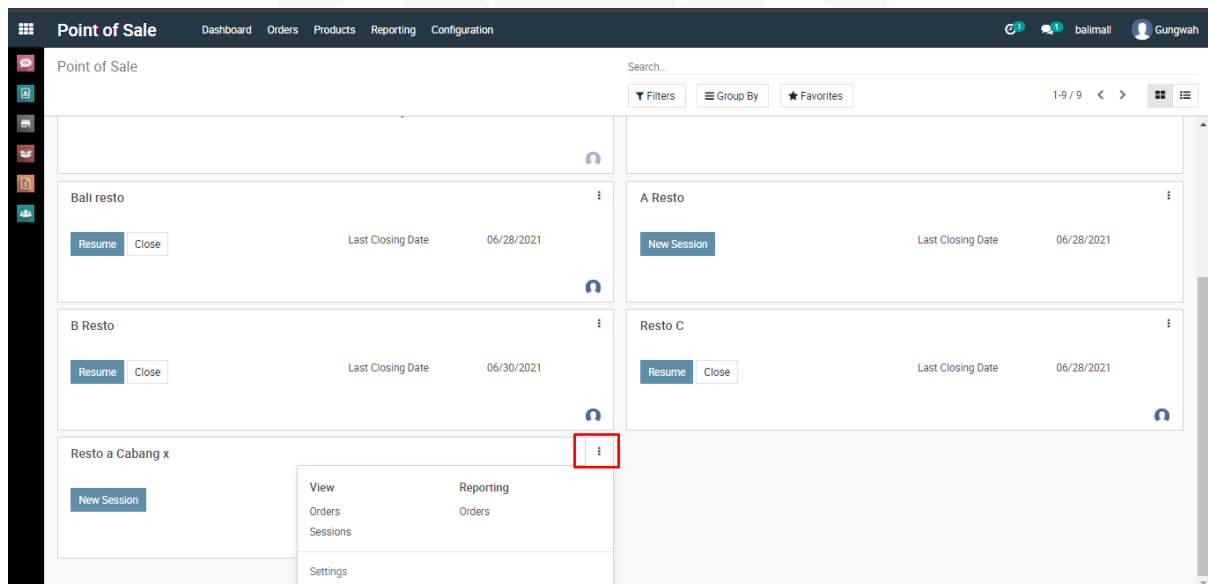 Point of Sale Dashboard Orders Products Reporting Configuration 1 1 balimall Gungwah
Point of Sale
Search...
Filters Group By Favorites 1-9 / 9
Bali resto
Resume Close Last Closing Date 06/28/2021
A Resto
New Session Last Closing Date 06/28/2021
B Resto
Resume Close Last Closing Date 06/30/2021
Resto C
Resume Close Last Closing Date 06/28/2021
Resto a Cabang x
New Session
View Reporting
Orders Orders
Sessions
Settings